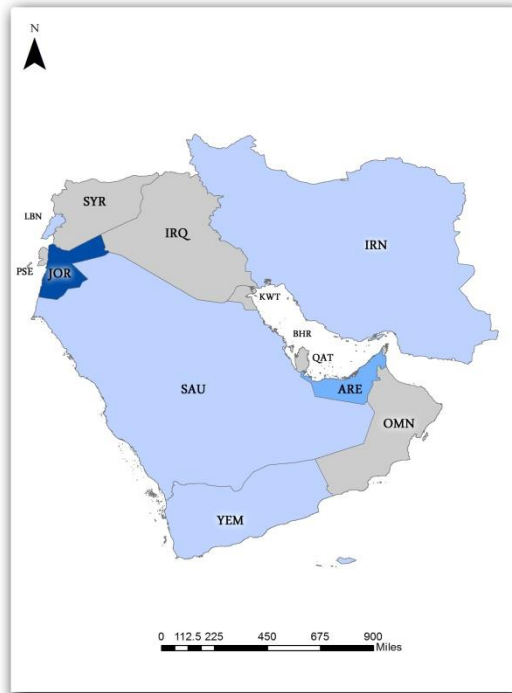 N
SYR
LBN
IRQ
IRN
PSE
JOR
KWT
BHR
QAT
SAU
ARE
OMN
YEM
0 112.5 225 450 675 900
Miles